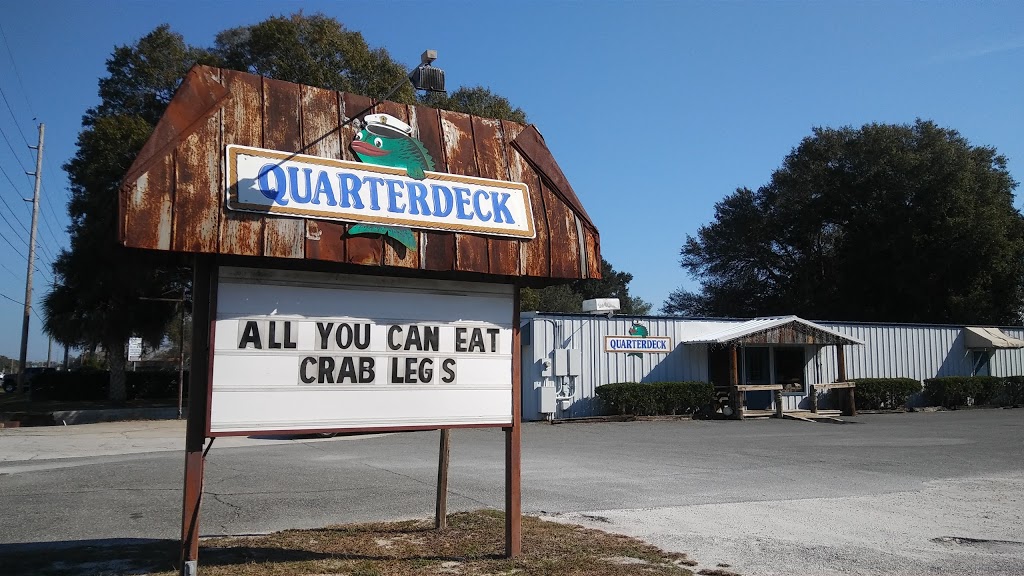 QUARTERDECK
ALL YOU CAN EAT
CRAB LEGS
QUARTERDECK